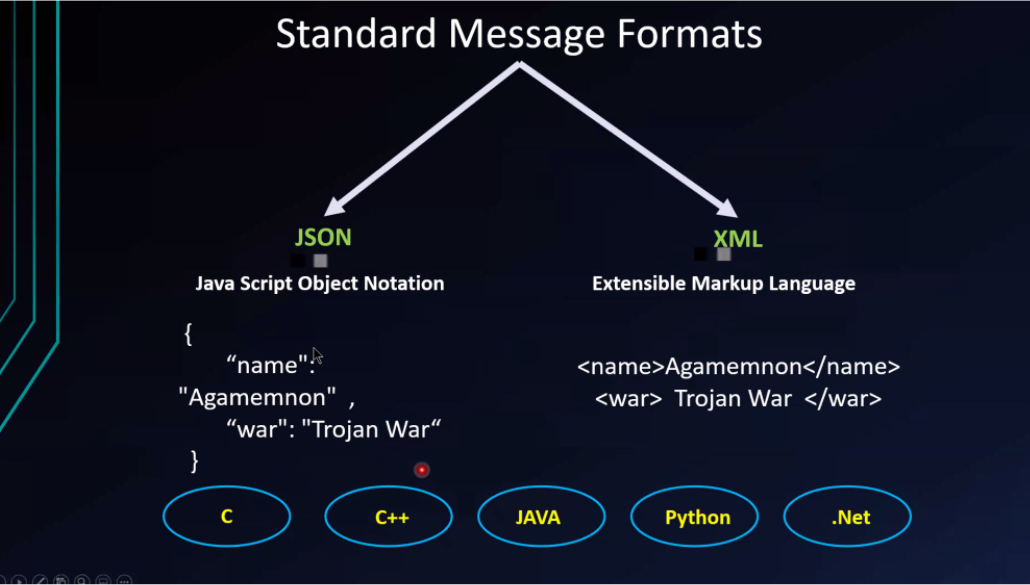 Standard Message Formats
JSON
XML
Java Script Object Notation
Extensible Markup Language
{
“name":
"Agamemnon" ,
“war": "Trojan War“
}
<name>Agamemnon</name>
<war> Trojan War </war>
C
C++
JAVA
Python
.Net